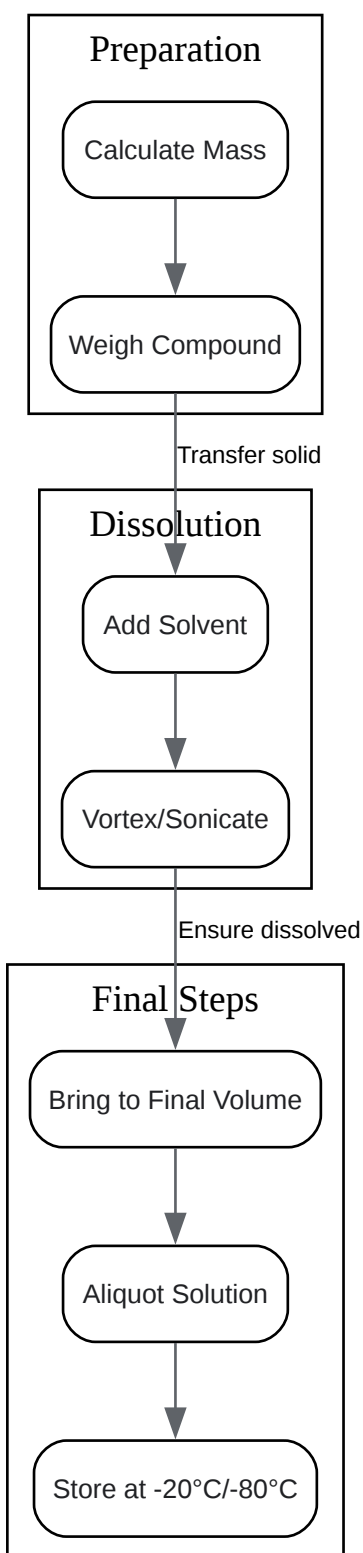 Preparation
Calculate Mass
Weigh Compound
Transfer solid
Dissolution
Add Solvent
Vortex/Sonicate
Ensure dissolved
Final Steps
Bring to Final Volume
Aliquot Solution
Store at -20°C/-80°C